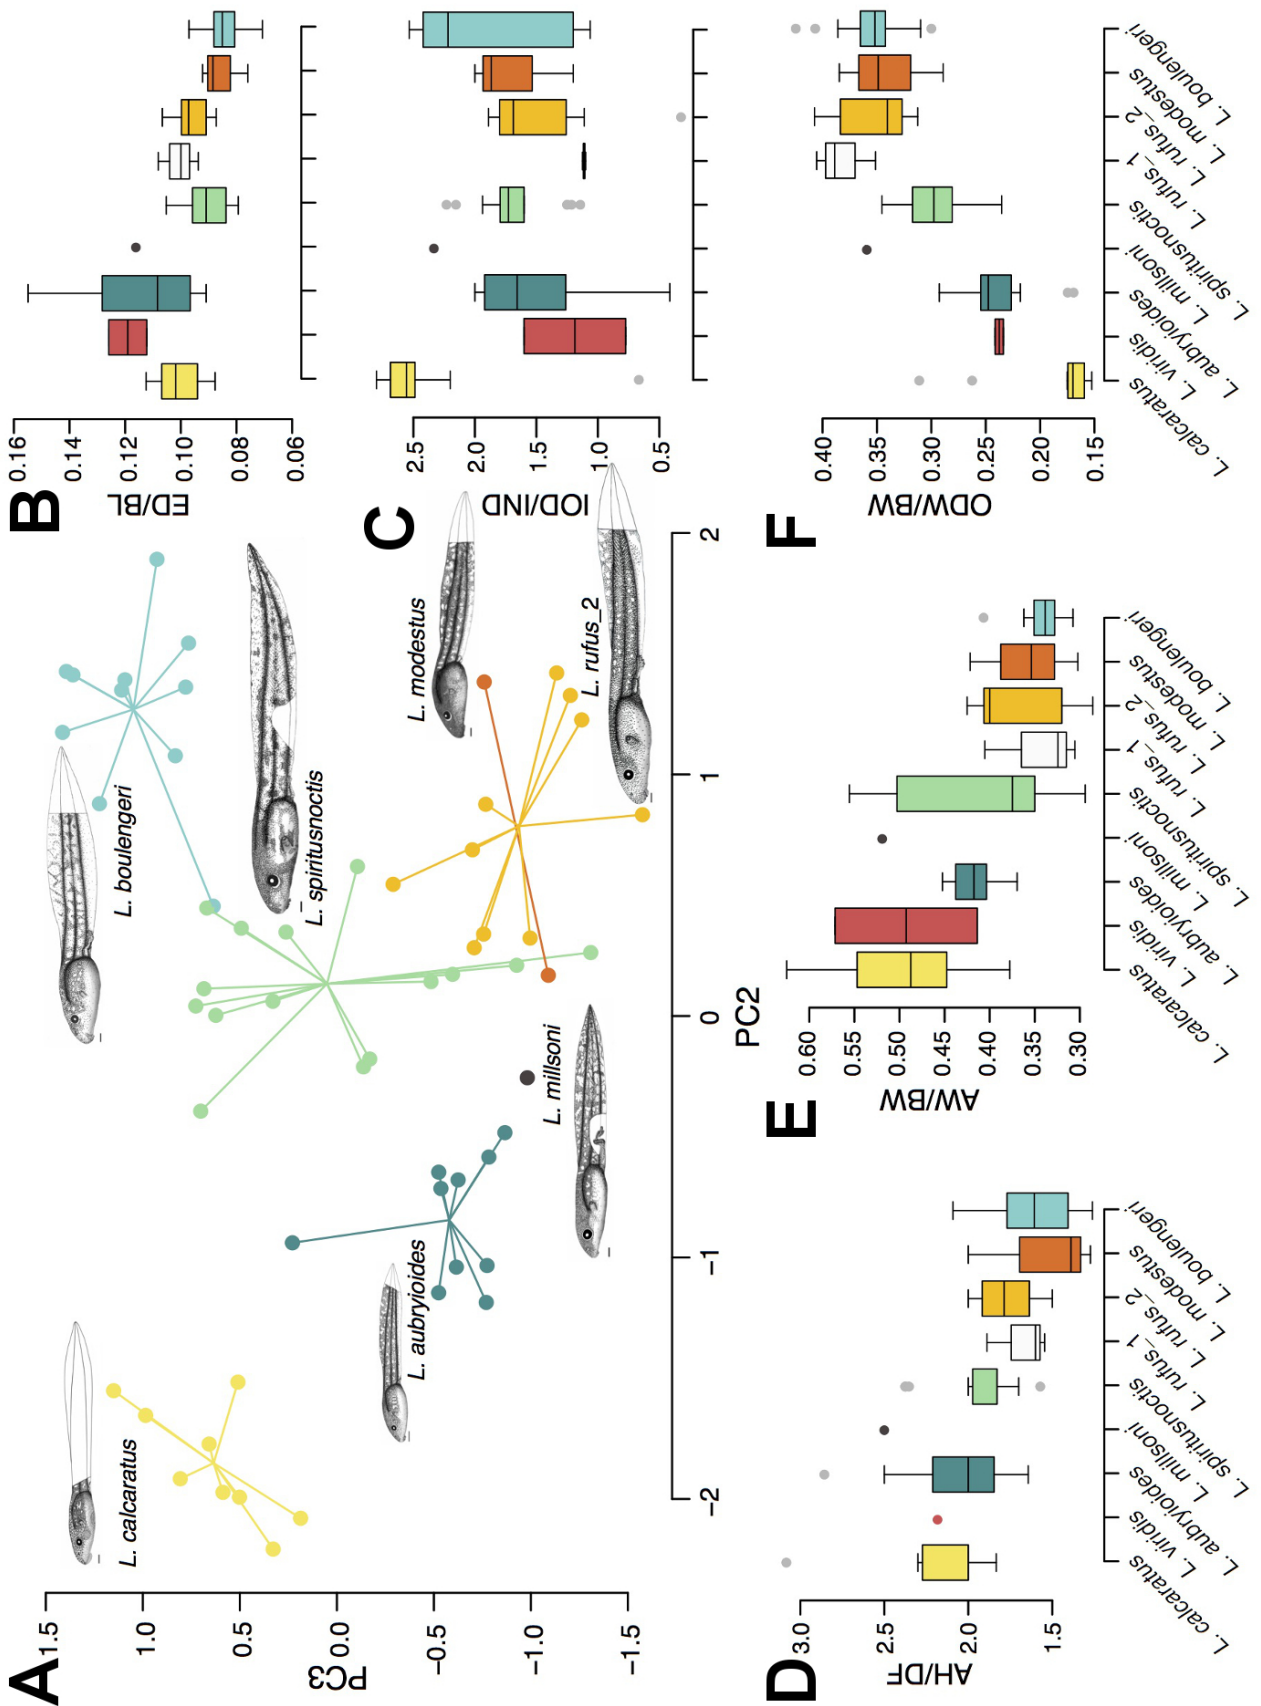 A
1.5
1.0
0.5
0.0
−0.5
−1.0
−1.5
PC3
−2
−1
0
1
2
PC2
L. calcaratus
L. aubryioides
L. millsoni
L. boulengeri
L. spiritusnoctis
L. modestus
L. rufus_2
B
0.16
0.14
0.12
0.10
0.08
0.06
ED/BL
C
2.5
2.0
1.5
1.0
0.5
IOD/IND
D
3.0
2.5
2.0
1.5
AH/DF
L. calcaratus
L. viridis
L. aubryioides
L. millsoni
L. spiritusnoctis
L. rufus_1
L. rufus_2
L. modestus
L. boulengeri
E
0.60
0.55
0.50
0.45
0.40
0.35
0.30
AW/BW
L. calcaratus
L. viridis
L. aubryioides
L. millsoni
L. spiritusnoctis
L. rufus_1
L. rufus_2
L. modestus
L. boulengeri
F
0.40
0.35
0.30
0.25
0.20
0.15
ODW/BW
L. calcaratus
L. viridis
L. aubryioides
L. millsoni
L. spiritusnoctis
L. rufus_1
L. rufus_2
L. modestus
L. boulengeri